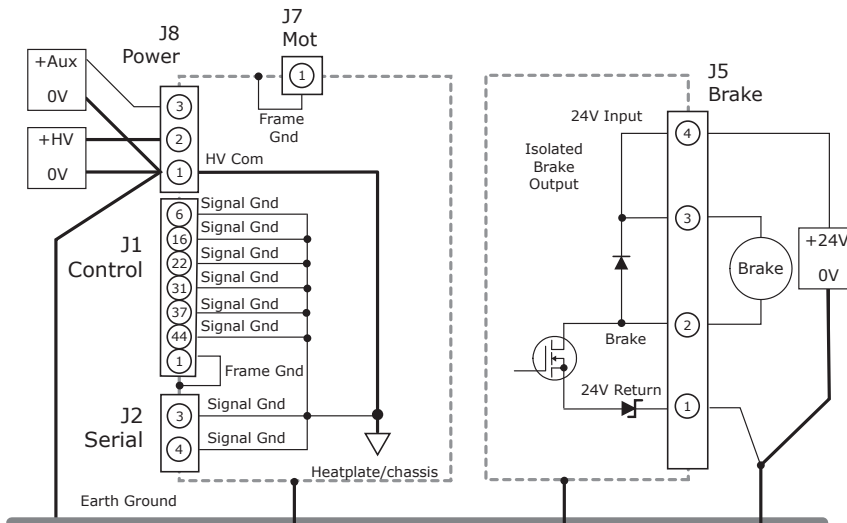 J8
Power
J7
Mot
+Aux
0V
+HV
0V
3
2
1
1
Frame
Gnd
HV Com
J1
Control
6
16
22
31
37
44
1
Signal Gnd
Signal Gnd
Signal Gnd
Signal Gnd
Signal Gnd
Signal Gnd
Frame Gnd
J2
Serial
3
4
Signal Gnd
Signal Gnd
Heatplate/chassis
Earth Ground
J5
Brake
24V Input
Isolated
Brake
Output
4
3
2
1
Brake
24V Return
Brake
+24V
0V